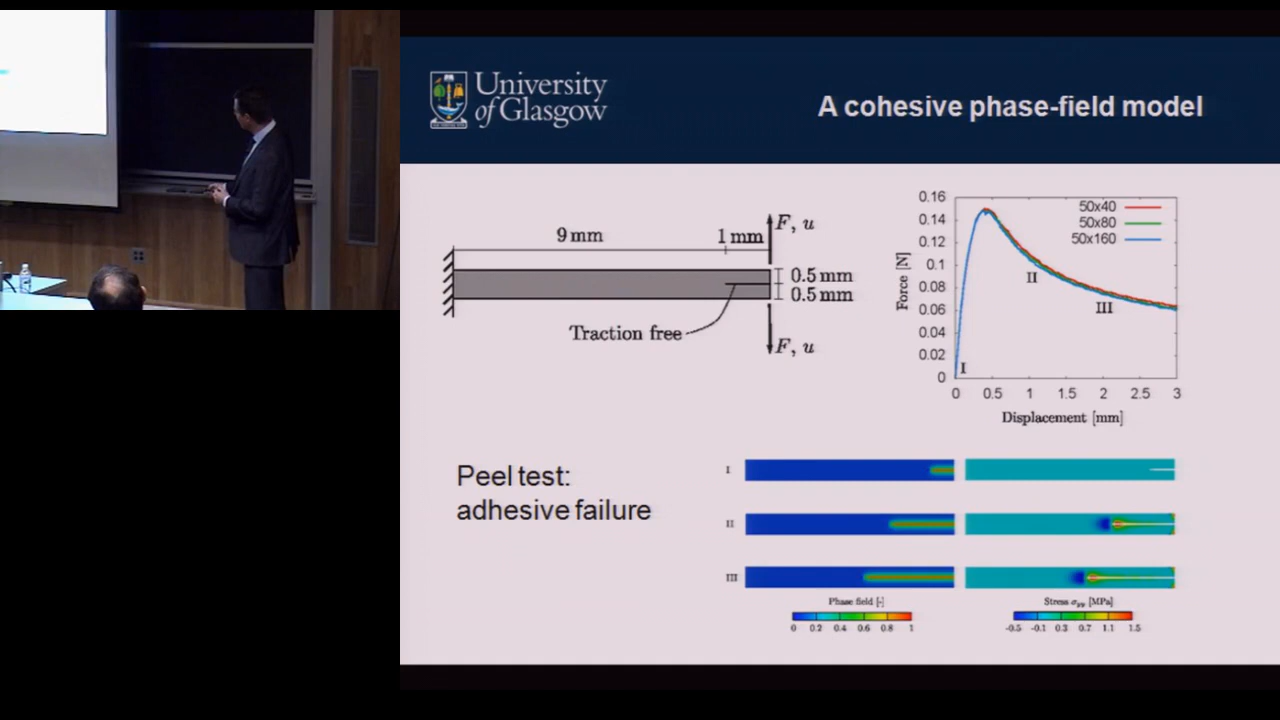 University
of Glasgow
A cohesive phase-field model
9 mm
1 mm
F, u
0.5 mm
0.5 mm
Traction free
F, u
0.16
0.14
0.12
0.1
0.08
0.06
0.04
0.02
0
Force [N]
50x40
50x80
50x160
I
II
III
0 0.5 1 1.5 2 2.5 3
Displacement [mm]
Peel test:
adhesive failure
I
II
III
Phase field [-]
0 0.2 0.4 0.6 0.8 1
Stress σyy [MPa]
-0.5 -0.1 0.3 0.7 1.1 1.5